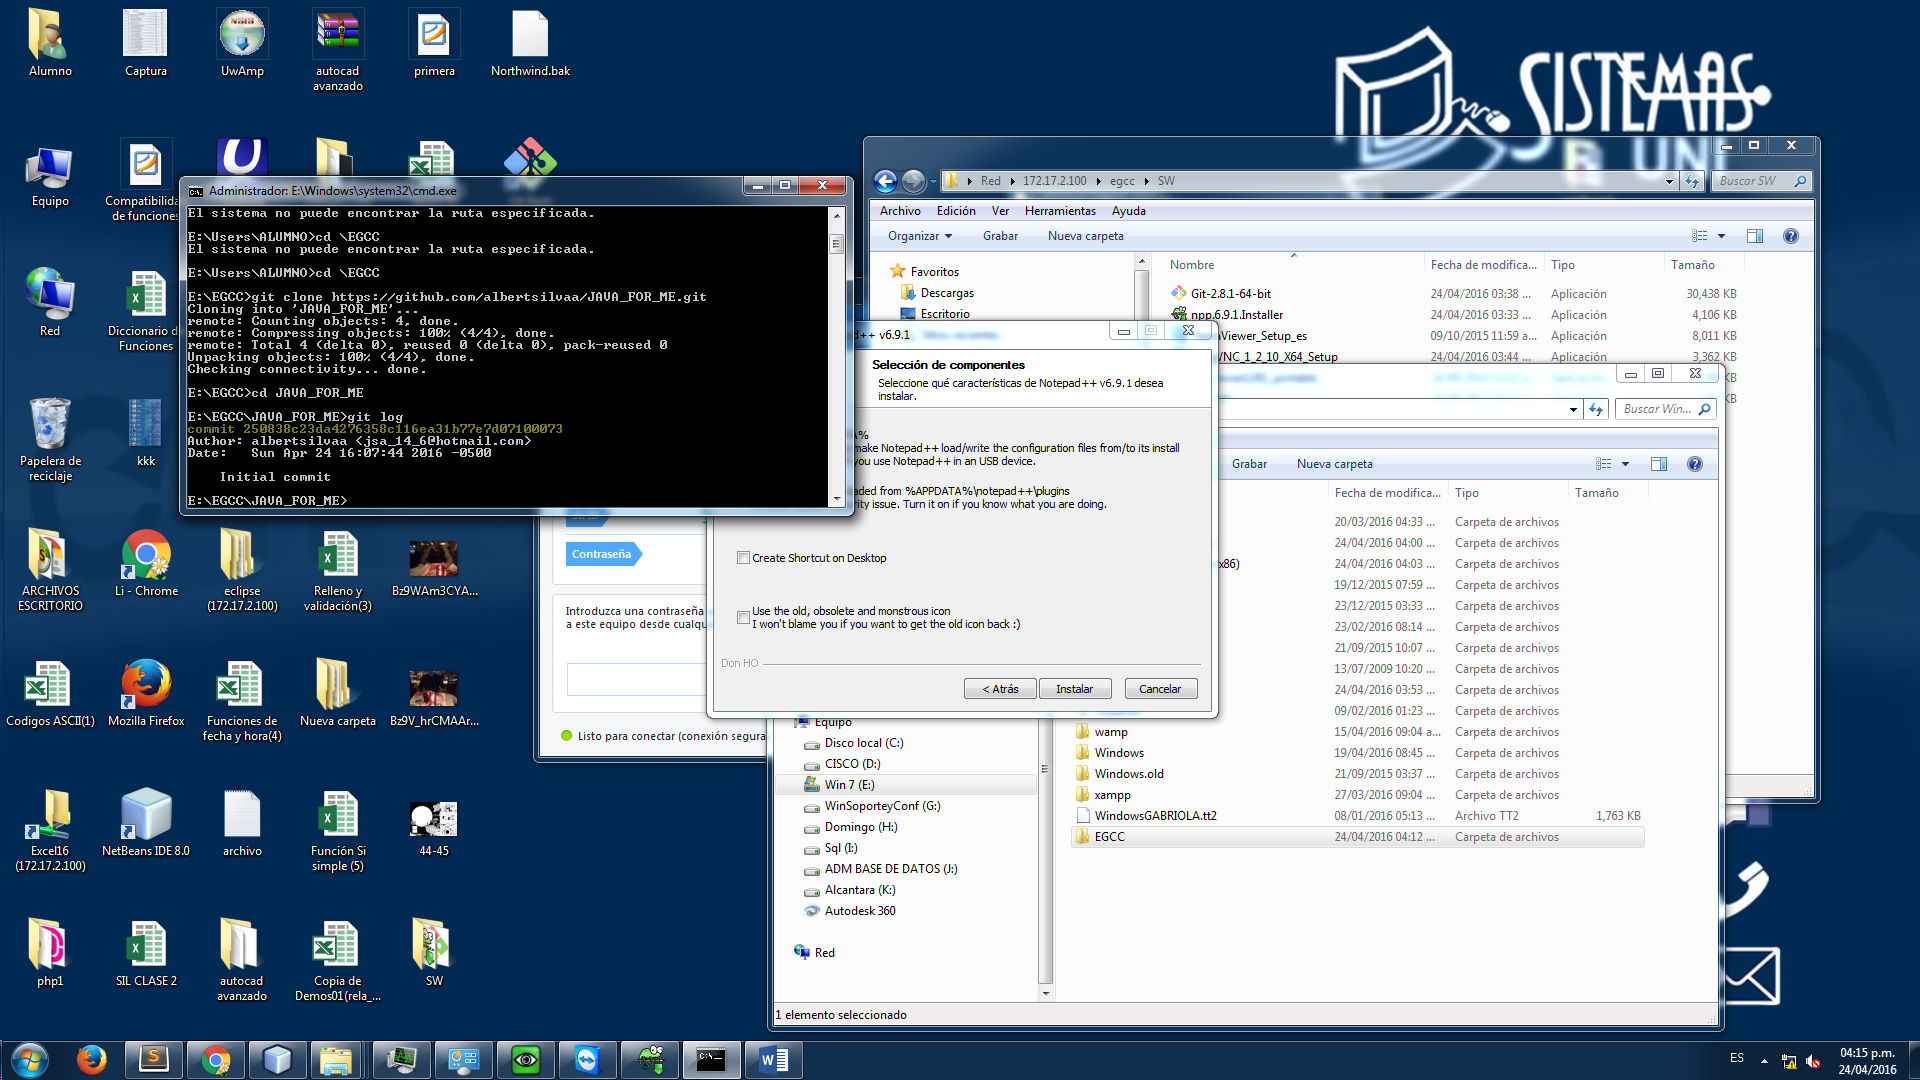 Alumno
Captura
UwAmp
autocad avanzado
primera
Northwind.bak
SISTEMAS
UNI
Equipo
Compatibilida
de funciones
Red
Diccionario de
Funciones
Papelera de
reciclaje
kkk
ARCHIVOS
ESCRITORIO
Li - Chrome
eclipse
(172.17.2.100)
Relleno y
validación(3)
Bz9WAm3CYA...
Codigos ASCII(1)
Mozilla Firefox
Funciones de
fecha y hora(4)
Nueva carpeta
Bz9V_hrCMAAr...
Excel16
(172.17.2.100)
NetBeans IDE 8.0
archivo
Función Si
simple (5)
44-45
php1
SIL CLASE 2
autocad
avanzado
Copia de
Demos01(rela_...
SW
Administrador: E:\Windows\system32\cmd.exe
El sistema no puede encontrar la ruta especificada.
E:\Users\ALUMNO>cd \EGCC
El sistema no puede encontrar la ruta especificada.
E:\Users\ALUMNO>cd \EGCC
E:\EGCC>git clone https://github.com/albertsilvaa/JAVA_FOR_ME.git
Cloning into 'JAVA_FOR_ME'...
remote: Counting objects: 4, done.
remote: Compressing objects: 100% (4/4), done.
remote: Total 4 (delta 0), reused 0 (delta 0), pack-reused 0
Unpacking objects: 100% (4/4), done.
Checking connectivity... done.
E:\EGCC>cd JAVA_FOR_ME
E:\EGCC\JAVA_FOR_ME>git log
commit 250838c23da4276358c116ea31b77e7d07100073
Author: albertsilvaa <jsa_14_6@hotmail.com>
Date:   Sun Apr 24 16:07:44 2016 -0500
Initial commit
E:\EGCC\JAVA_FOR_ME>
Red
172.17.2.100
egcc
SW
Buscar SW
Archivo Edición Ver Herramientas Ayuda
Organizar Grabar Nueva carpeta
Favoritos
Descargas
Escritorio
Nombre Fecha de modifica... Tipo Tamaño
Git-2.8.1-64-bit 24/04/2016 03:38 ... Aplicación 30,438 KB
npp.6.9.1.Installer 24/04/2016 03:33 ... Aplicación 4,106 KB
nViewer_Setup_es 09/10/2015 11:59 a... Aplicación 8,011 KB
VNC_1_2_10_X64_Setup 24/04/2016 03:44 ... Aplicación 3,362 KB
KB
KB
d++ v6.9.1
Selección de componentes
Seleccione qué características de Notepad++ v6.9.1 desea
instalar.
A%
make Notepad++ load/write the configuration files from/to its install
you use Notepad++ in an USB device.
aded from %APPDATA%\notepad++\plugins
rity issue. Turn it on if you know what you are doing.
Create Shortcut on Desktop
Use the old, obsolete and monstrous icon
I won't blame you if you want to get the old icon back :)
Don HO
< Atrás Instalar Cancelar
Contraseña
Introduzca una contraseña
a este equipo desde cualqu
Listo para conectar (conexión segura
Buscar Win...
Grabar Nueva carpeta
Fecha de modifica... Tipo Tamaño
20/03/2016 04:33 ... Carpeta de archivos
24/04/2016 04:00 ... Carpeta de archivos
x86) 24/04/2016 04:03 ... Carpeta de archivos
19/12/2015 07:59 ... Carpeta de archivos
23/12/2015 03:33 ... Carpeta de archivos
23/02/2016 08:14 ... Carpeta de archivos
21/09/2015 10:07 ... Carpeta de archivos
13/07/2009 10:20 ... Carpeta de archivos
24/04/2016 03:53 ... Carpeta de archivos
09/02/2016 01:23 ... Carpeta de archivos
wamp 15/04/2016 09:04 a... Carpeta de archivos
Windows 19/04/2016 08:45 ... Carpeta de archivos
Windows.old 21/09/2015 03:37 ... Carpeta de archivos
xampp 27/03/2016 09:04 ... Carpeta de archivos
WindowsGABRIOLA.tt2 08/01/2016 05:13 ... Archivo TT2 1,763 KB
EGCC 24/04/2016 04:12 ... Carpeta de archivos
Equipo
Disco local (C:)
CISCO (D:)
Win 7 (E:)
WinSoporteyConf (G:)
Domingo (H:)
Sql (I:)
ADM BASE DE DATOS (J:)
Alcantara (K:)
Autodesk 360
Red
1 elemento seleccionado
ES
04:15 p.m.
24/04/2016